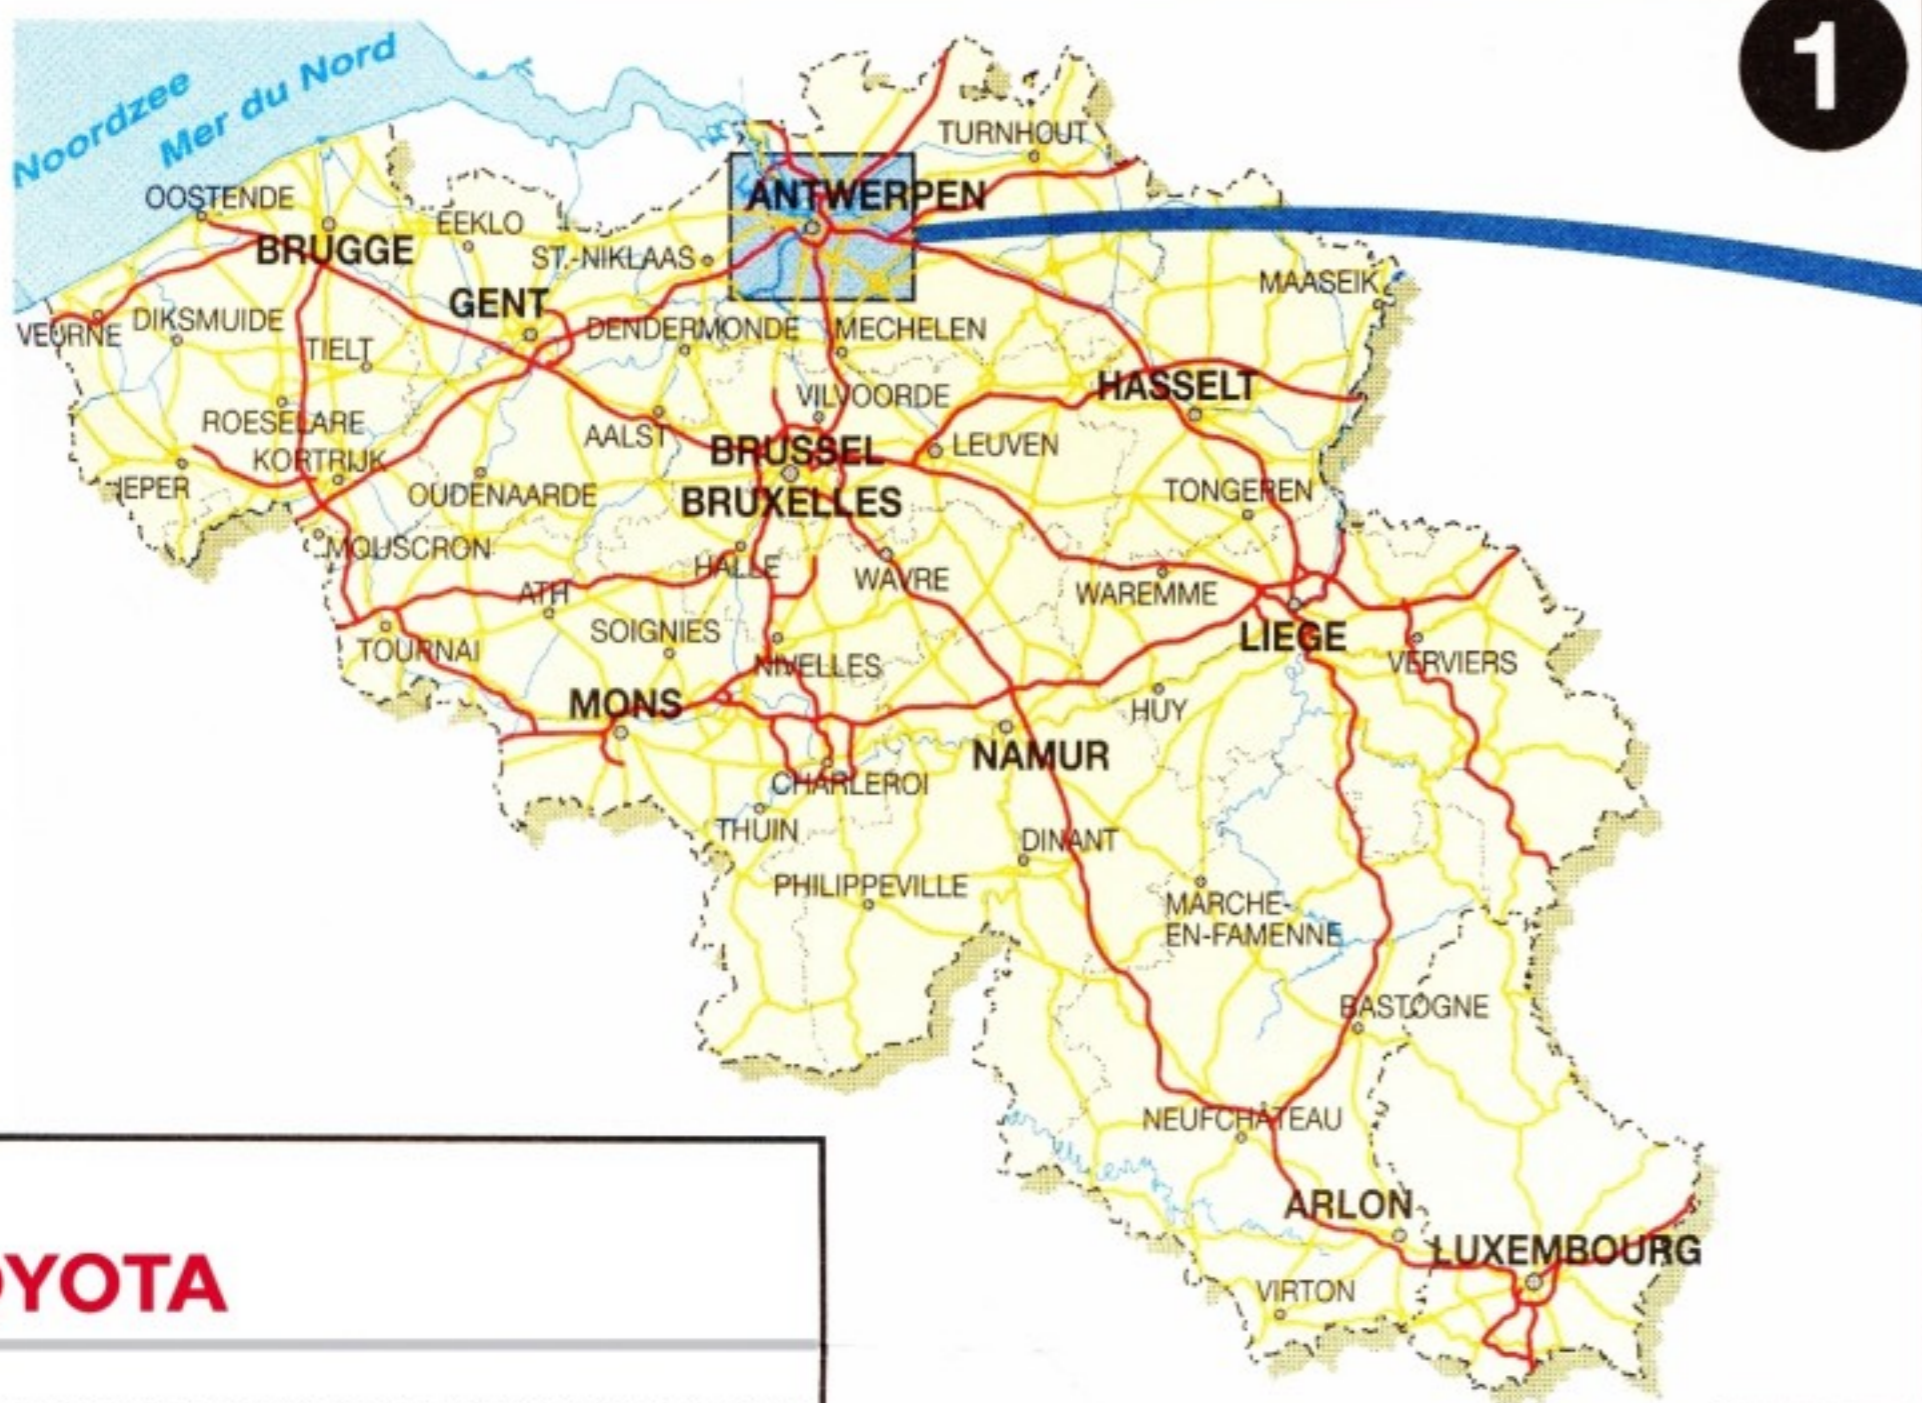 1
Noordzee
Mer du Nord
TURNHOUT
ANTWERPEN
OOSTENDE
EEKLO
BRUGGE
ST.-NIKLAAS
MAASEIK
GENT
VEURNE
DIKSMUIDE
DENDERMONDE
MECHELEN
TIELT
HASSELT
VILVOORDE
ROESELARE
AALST
BRUSSEL
LEUVEN
KORTRIJK
IEPER
OUDENAARDE
BRUXELLES
TONGEREN
MOUSCRON
HALLE
WAVRE
ATH
WAREMME
SOIGNIES
LIEGE
TOURNAI
NIVELLES
VERVIERS
MONS
HUY
NAMUR
CHARLEROI
THUIN
DINANT
PHILIPPEVILLE
MARCHE-
EN-FAMENNE
BASTOGNE
NEUFCHÂTEAU
ARLON
LUXEMBOURG
VIRTON
OYOTA